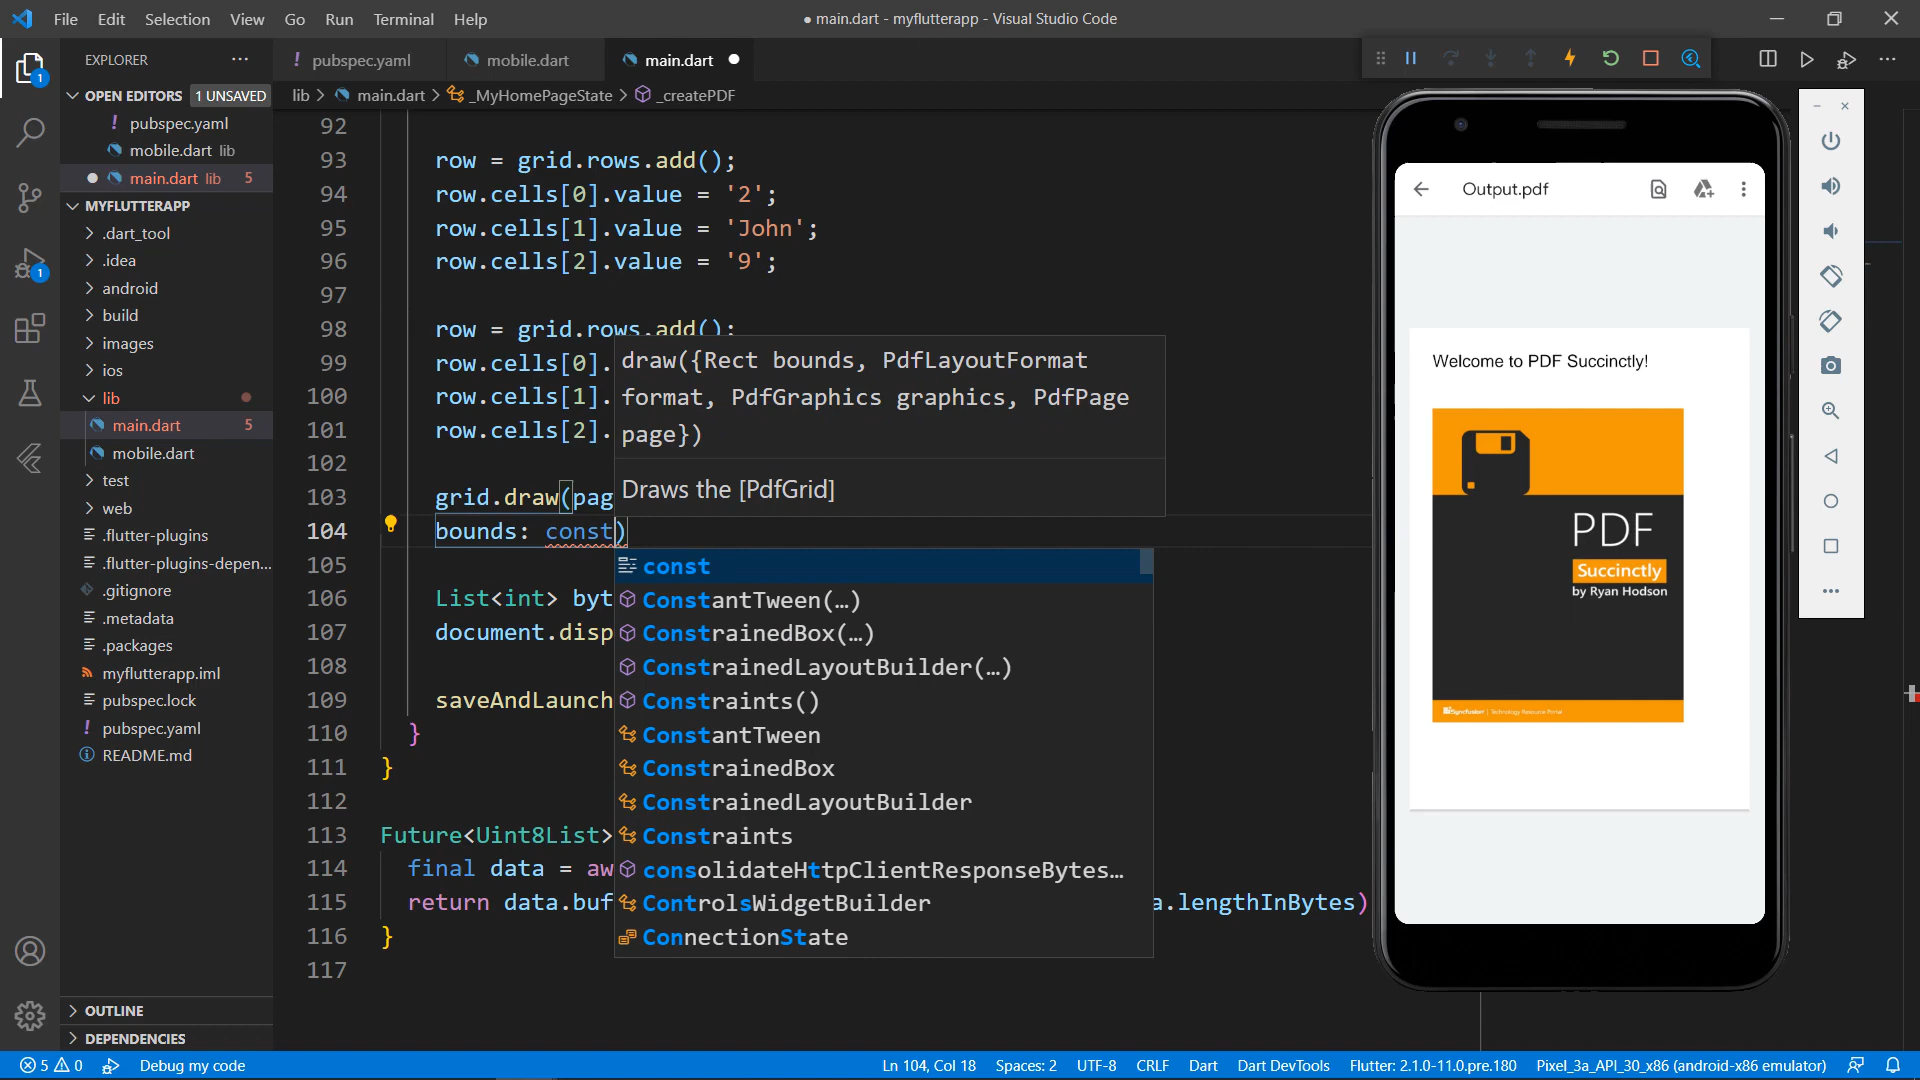 File Edit Selection View Go Run Terminal Help
● main.dart - myflutterapp - Visual Studio Code
EXPLORER
! pubspec.yaml
mobile.dart
main.dart
OPEN EDITORS 1 UNSAVED
! pubspec.yaml
mobile.dart lib
main.dart lib 5
MYFLUTTERAPP
.dart_tool
.idea
android
build
images
ios
lib
main.dart 5
mobile.dart
test
web
.flutter-plugins
.flutter-plugins-depen...
.gitignore
.metadata
.packages
myflutterapp.iml
pubspec.lock
! pubspec.yaml
README.md
OUTLINE
DEPENDENCIES
lib > main.dart > _MyHomePageState > _createPDF
92
93 row = grid.rows.add();
94 row.cells[0].value = '2';
95 row.cells[1].value = 'John';
96 row.cells[2].value = '9';
97
98 row = grid.rows.add();
99 row.cells[0].
100 row.cells[1].
101 row.cells[2].
102
103 grid.draw(pag
104 bounds: const)
105
106 List<int> byt
107 document.disp
108
109 saveAndLaunch
110 }
111 }
112
113 Future<Uint8List>
114 final data = aw
115 return data.buf a.lengthInBytes)
116 }
117
draw({Rect bounds, PdfLayoutFormat
format, PdfGraphics graphics, PdfPage
page})
Draws the [PdfGrid]
const
ConstantTween(…)
ConstrainedBox(…)
ConstrainedLayoutBuilder(…)
Constraints()
ConstantTween
ConstrainedBox
ConstrainedLayoutBuilder
Constraints
consolidateHttpClientResponseBytes…
ControlsWidgetBuilder
ConnectionState
Output.pdf
Welcome to PDF Succinctly!
PDF
Succinctly
by Ryan Hodson
Syncfusion | Technology Resource Portal
1
1
5 0 Debug my code
Ln 104, Col 18 Spaces: 2 UTF-8 CRLF Dart Dart DevTools Flutter: 2.1.0-11.0.pre.180 Pixel_3a_API_30_x86 (android-x86 emulator)